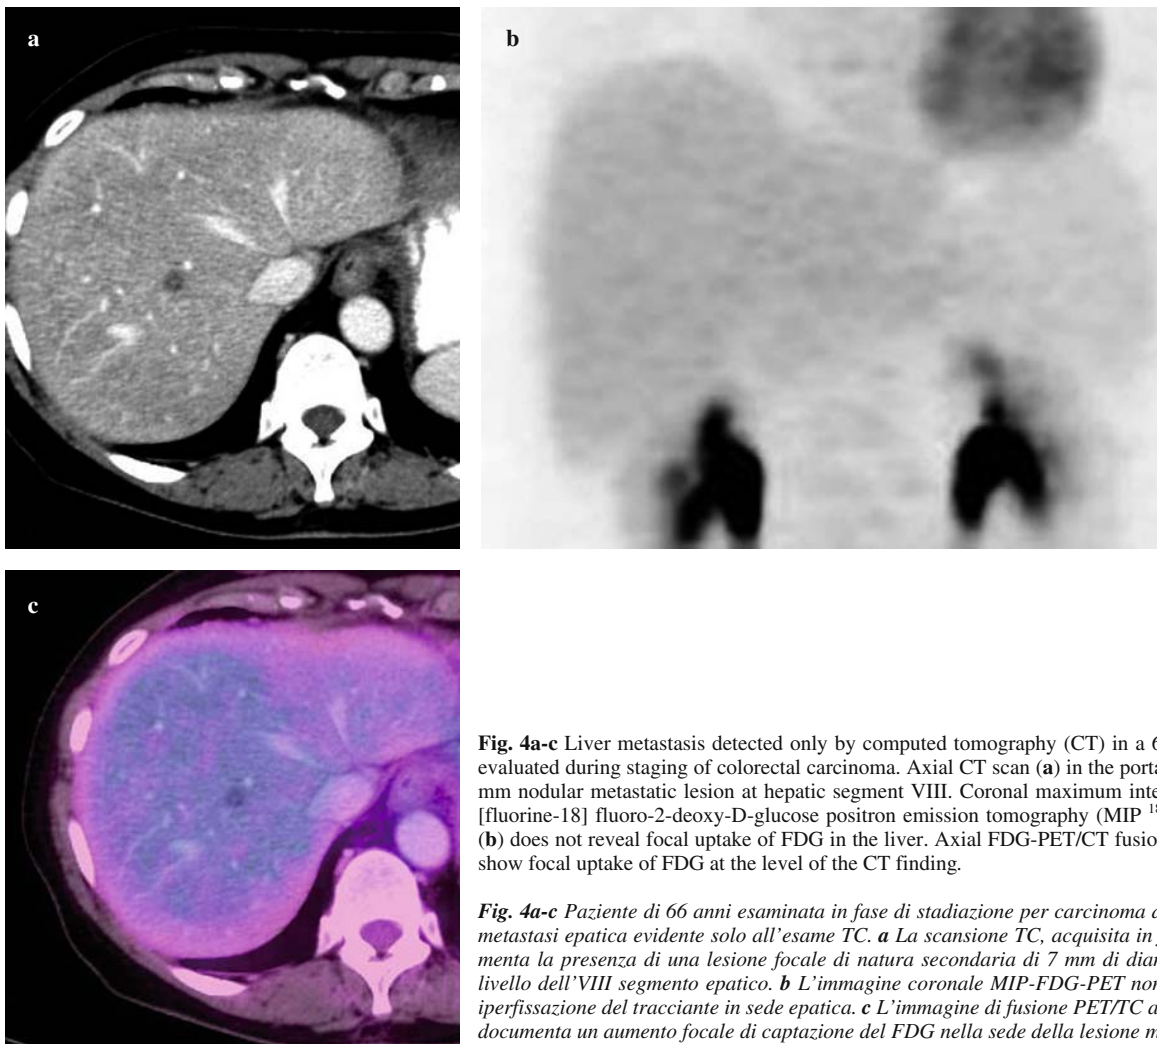 a
b
c
Fig. 4a-c Liver metastasis detected only by computed tomography (CT) in a 6
evaluated during staging of colorectal carcinoma. Axial CT scan (a) in the porta
mm nodular metastatic lesion at hepatic segment VIII. Coronal maximum inte
[fluorine-18] fluoro-2-deoxy-D-glucose positron emission tomography (MIP 18
(b) does not reveal focal uptake of FDG in the liver. Axial FDG-PET/CT fusio
show focal uptake of FDG at the level of the CT finding.
Fig. 4a-c Paziente di 66 anni esaminata in fase di stadiazione per carcinoma c
metastasi epatica evidente solo all'esame TC. a La scansione TC, acquisita in
menta la presenza di una lesione focale di natura secondaria di 7 mm di diar
livello dell'VIII segmento epatico. b L'immagine coronale MIP-FDG-PET non
iperfissazione del tracciante in sede epatica. c L'immagine di fusione PET/TC a
documenta un aumento focale di captazione del FDG nella sede della lesione m